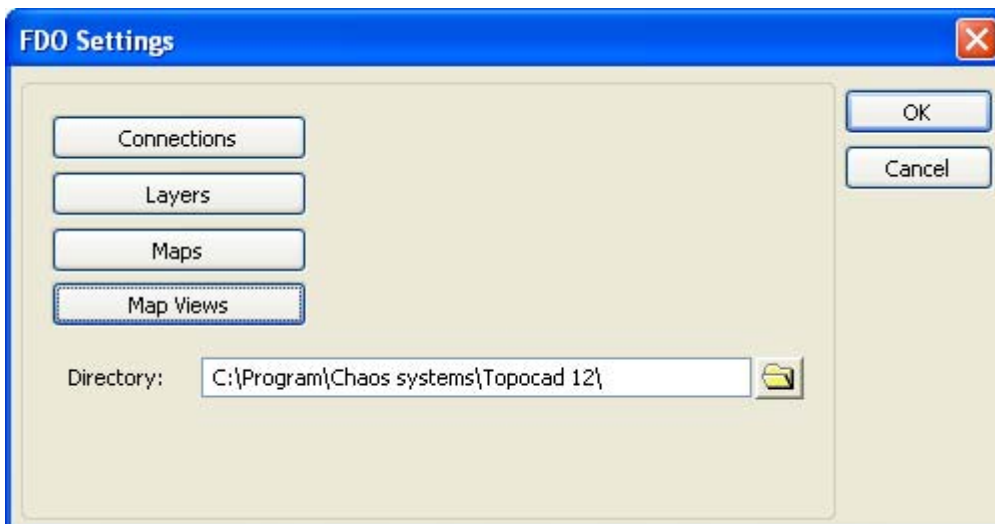 FDO Settings
Connections
OK
Layers
Cancel
Maps
Map Views
Directory: C:\Program\Chaos systems\Topocad 12\